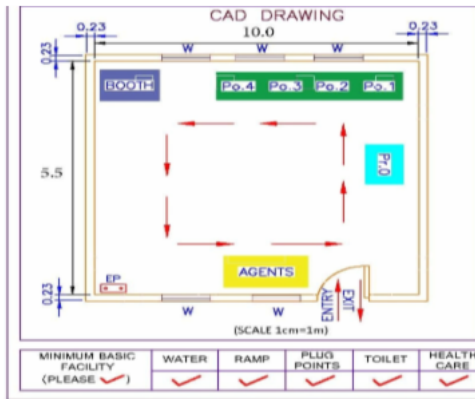 CAD DRAWING
0.23 10.0 0.23
W W W
0.23
BOOTH Po.4 Po.3 Po.2 Po.1
5.5
Pr.O
EP
AGENTS
0.23
W W
ENTRY
EXIT
(SCALE 1cm=1m)
MINIMUM BASIC FACILITY (PLEASE ✓)
WATER
RAMP
PLUG POINTS
TOILET
HEALTH CARE
✓ ✓ ✓ ✓ ✓